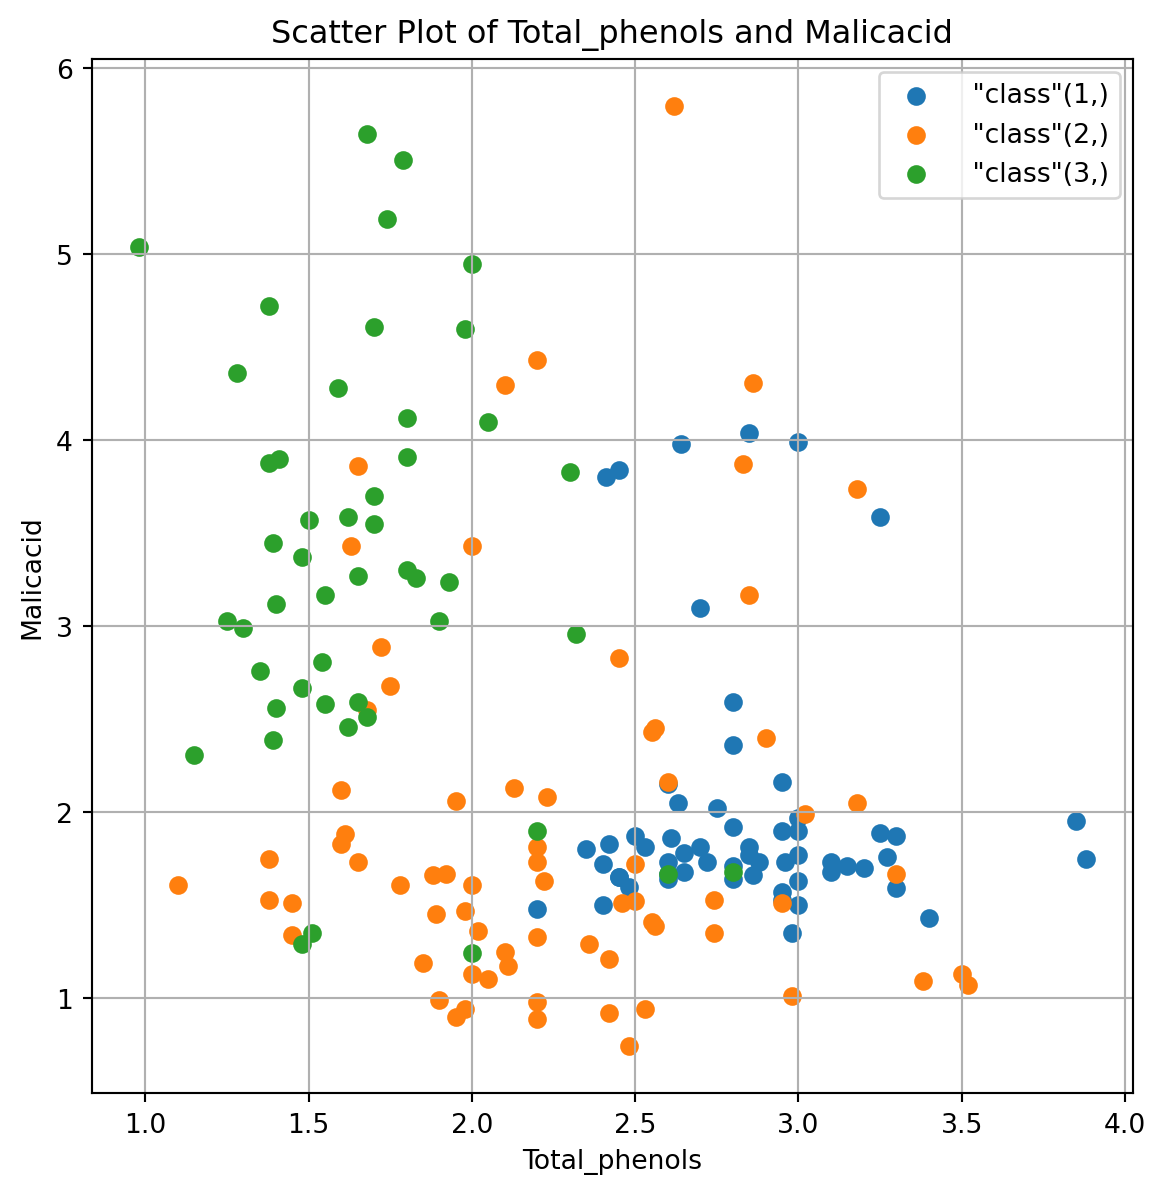 Scatter Plot of Total_phenols and Malicacid
"class"(1,)
"class"(2,)
"class"(3,)
6
5
4
3
2
1
Malicacid
1.0 1.5 2.0 2.5 3.0 3.5 4.0
Total_phenols